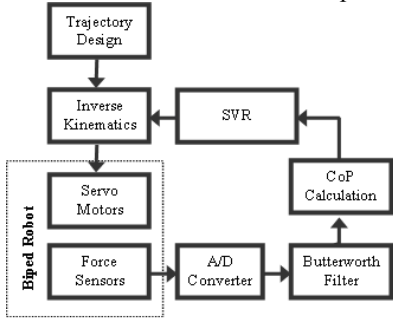 Trajectory
Design
Inverse
Kinematics
SVR
Servo
Motors
CoP
Calculation
Biped Robot
Force
Sensors
A/D
Converter
Butterworth
Filter